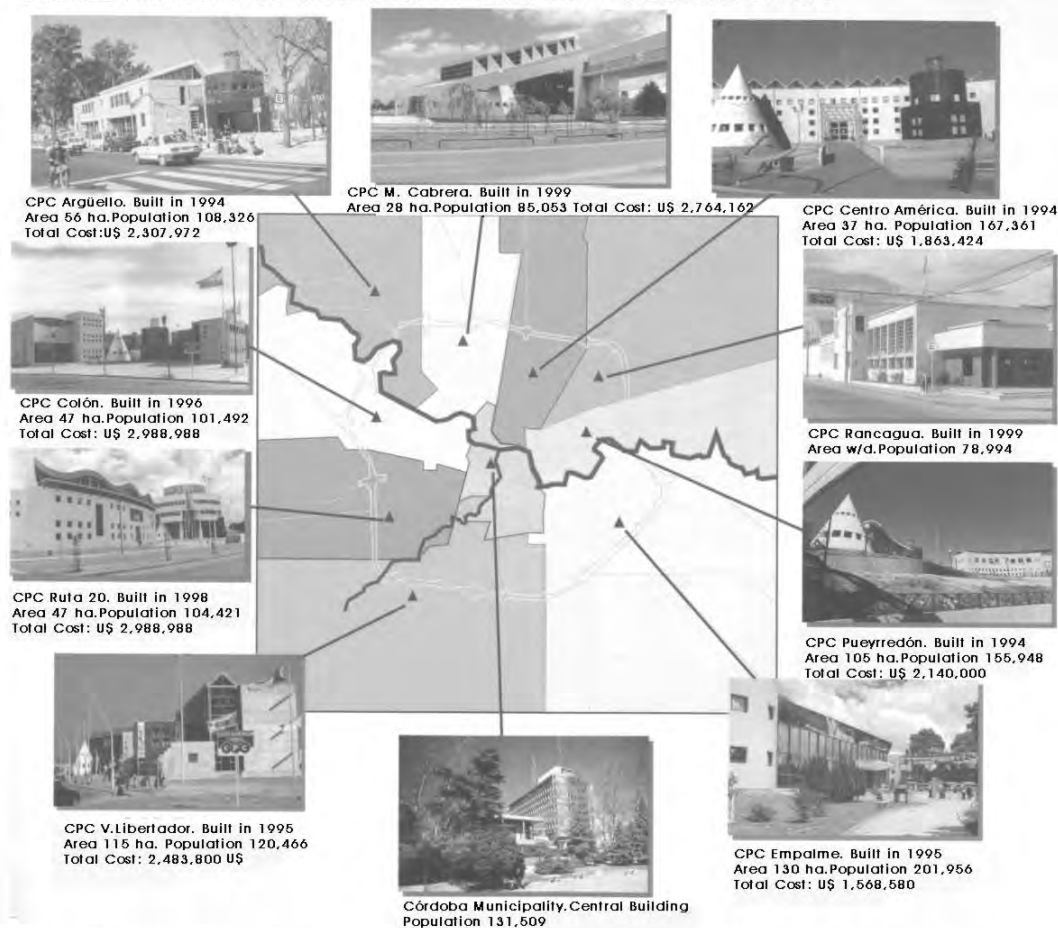 CPC Argüello. Built in 1994
Area 56 ha.Population 108,326
Total Cost:U$ 2,307,972
CPC M. Cabrera. Built in 1999
Area 28 ha.Population 85,053 Total Cost: U$ 2,764,162
CPC Centro América. Built in 1994
Area 37 ha. Population 167,361
Total Cost:U$ 1,863,424
CPC Colón. Built in 1996
Area 47 ha.Population 101,492
Total Cost: U$ 2,988,988
CPC Rancagua. Built in 1999
Area w/d.Population 78,994
CPC Ruta 20. Built in 1998
Area 47 ha.Population 104,421
Total Cost: U$ 2,988,988
CPC Pueyrredón. Built in 1994
Area 105 ha.Population 155,948
Total Cost: U$ 2,140,000
CPC V.Libertador. Built in 1995
Area 115 ha. Population 120,466
Total Cost: 2,483,800 U$
CPC Empalme. Built in 1995
Area 130 ha.Population 201,956
Total Cost: U$ 1,568,580
Córdoba Municipality.Central Building
Population 131,509